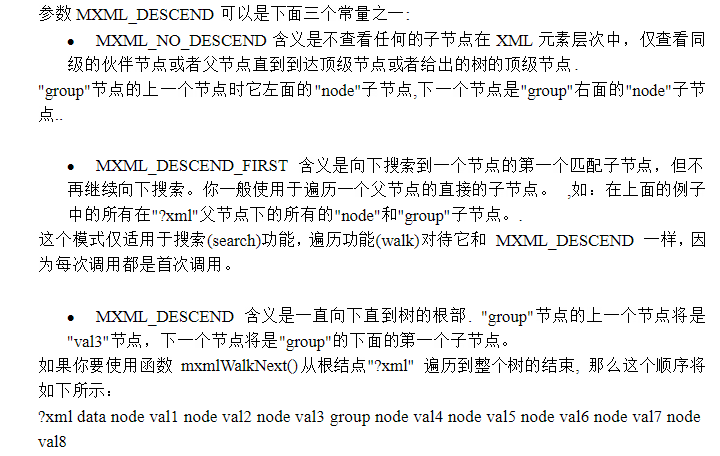 参数MXML_DESCEND 可以是下面三个常量之一:
● MXML_NO_DESCEND 含义是不查看任何的子节点在 XML 元素层次中，仅查看同
级的伙伴节点或者父节点直到到达顶级节点或者给出的树的顶级节点.
"group"节点的上一个节点时它左面的"node"子节点,下一个节点是"group"右面的"node"子节
点..
● MXML_DESCEND_FIRST 含义是向下搜索到一个节点的第一个匹配子节点，但不
再继续向下搜索。你一般使用于遍历一个父节点的直接的子节点。 ,如：在上面的例子
中的所有在"?xml"父节点下的所有的"node"和"group"子节点。.
这个模式仅适用于搜索(search)功能，遍历功能(walk)对待它和 MXML_DESCEND 一样，因
为每次调用都是首次调用。
● MXML_DESCEND 含义是一直向下直到树的根部. "group"节点的上一个节点将是
"val3"节点，下一个节点将是"group"的下面的第一个子节点。
如果你要使用函数 mxmlWalkNext()从根结点"?xml" 遍历到整个树的结束, 那么这个顺序将
如下所示：
?xml data node val1 node val2 node val3 group node val4 node val5 node val6 node val7 node
val8